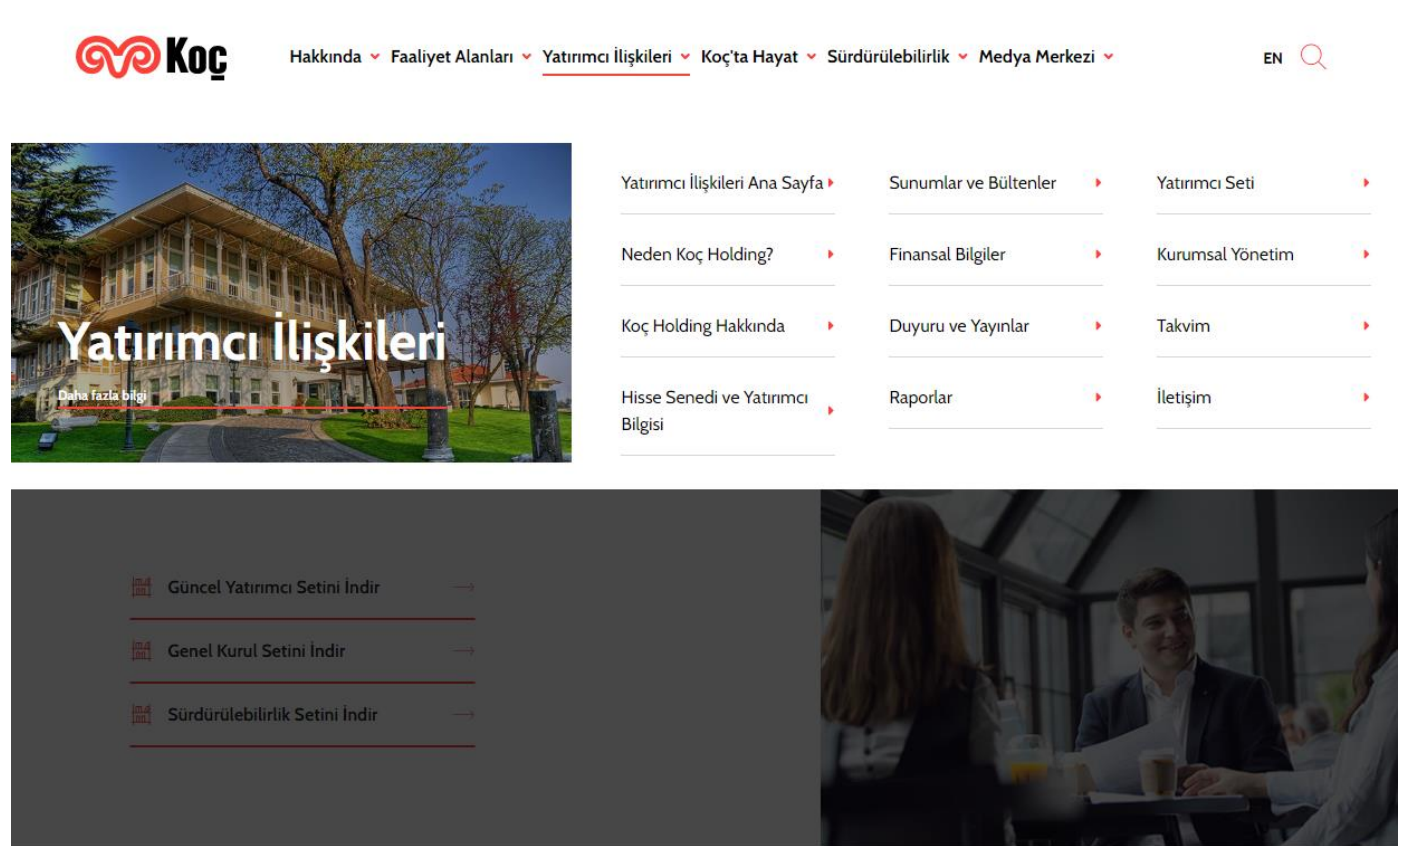 Koç
Hakkında
Faaliyet Alanları
Yatırımcı İlişkileri
Koç'ta Hayat
Sürdürülebilirlik
Medya Merkezi
EN
Yatırımcı İlişkileri
Daha fazla bilgi
Yatırımcı İlişkileri Ana Sayfa
Neden Koç Holding?
Koç Holding Hakkında
Hisse Senedi ve Yatırımcı
Bilgisi
Sunumlar ve Bültenler
Finansal Bilgiler
Duyuru ve Yayınlar
Raporlar
Yatırımcı Seti
Kurumsal Yönetim
Takvim
İletişim
Güncel Yatırımcı Setini İndir
Genel Kurul Setini İndir
Sürdürülebilirlik Setini İndir